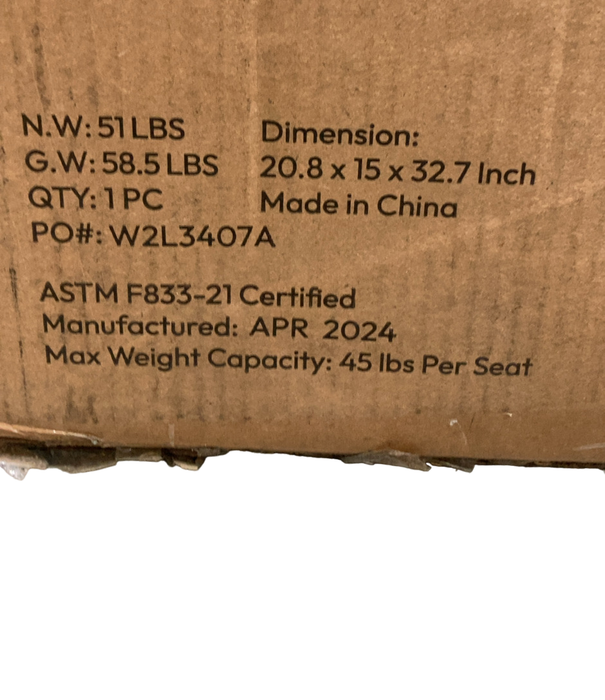 N.W: 51 LBS
G.W: 58.5 LBS
QTY: 1 PC
PO#: W2L3407A
Dimension:
20.8 x 15 x 32.7 Inch
Made in China
ASTM F833-21 Certified
Manufactured: APR 2024
Max Weight Capacity: 45 lbs Per Seat